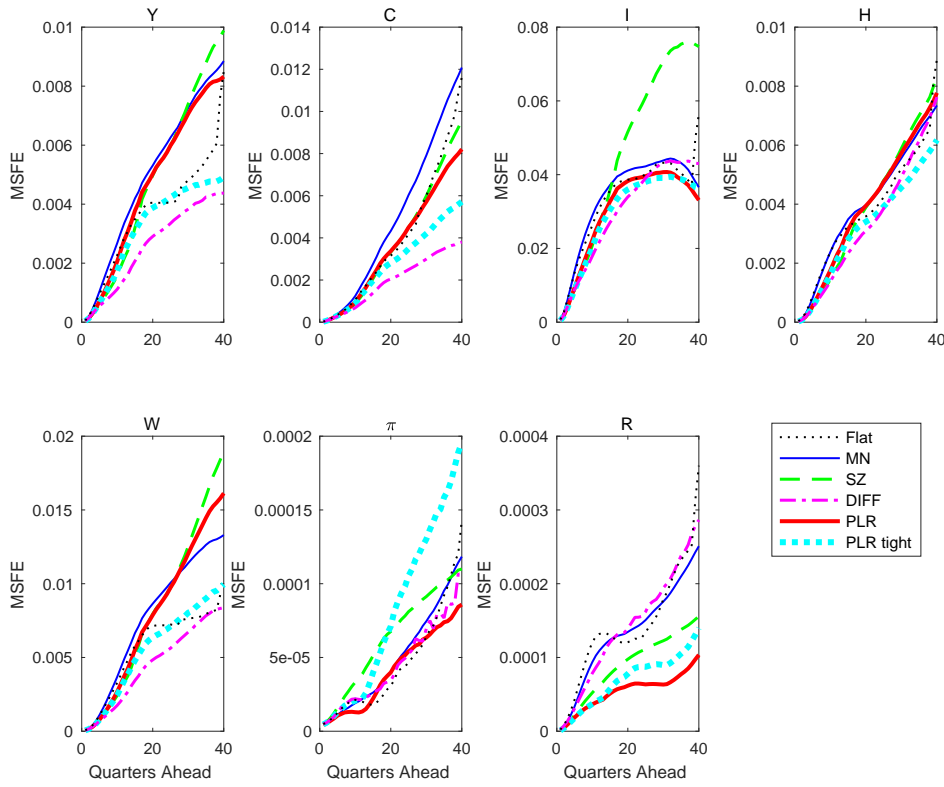 Y
MSFE
0.01
0.008
0.006
0.004
0.002
0
0
20
40
C
MSFE
0.014
0.012
0.01
0.008
0.006
0.004
0.002
0
0
20
40
I
MSFE
0.08
0.06
0.04
0.02
0
0
20
40
H
MSFE
0.01
0.008
0.006
0.004
0.002
0
0
20
40
W
MSFE
0.02
0.015
0.01
0.005
0
0
20
40
Quarters Ahead
π
MSFE
0.0002
0.00015
0.0001
5e-05
0
0
20
40
Quarters Ahead
R
MSFE
0.0004
0.0003
0.0002
0.0001
0
0
20
40
Quarters Ahead
Flat
MN
SZ
DIFF
PLR
PLR tight